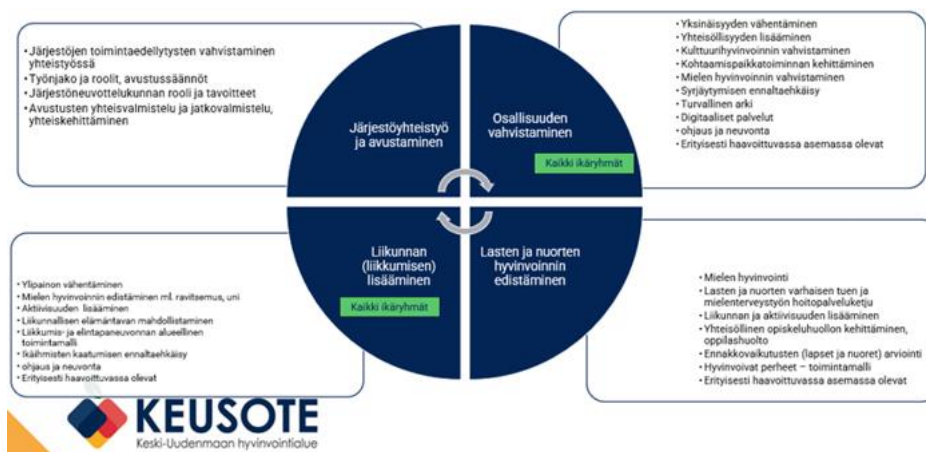 • Järjestöjen toimintaedellytysten vahvistaminen
yhteistyössä
• Työnjako ja roolit, avustussäännöt
• Järjestöneuvottelukunnan rooli ja tavoitteet
• Avustusten yhteisvalmistelu ja jatkovalmistelu,
yhteiskehittäminen
Järjestöyhteistyö
ja avustaminen
Osallisuuden
vahvistaminen
Kaikki ikäryhmät
• Yksinäisyyden vähentäminen
• Yhteisöllisyyden lisääminen
• Kulttuurihyvinvoinnin vahvistaminen
• Kohtaamispaikkatoiminnan kehittäminen
• Mielen hyvinvoinnin vahvistaminen
• Syrjäytymisen ennaltaehkäisy
• Turvallinen arki
• Digitaaliset palvelut
• ohjaus ja neuvonta
• Erityisesti haavoittuvassa asemassa olevat
• Ylipainon vähentäminen
• Mielen hyvinvoinnin edistäminen ml. ravitsemus, uni
• Aktiivisuuden lisääminen
• Liikunnallisen elämäntavan mahdollistaminen
• Liikkumis- ja elintapaneuvonnan alueellinen
toimintamalli
• Ikäihmisten kaatumisen ennaltaehkäisy
• ohjaus ja neuvonta
• Erityisesti haavoittuvassa olevat
Liikunnan
(liikkumisen)
lisääminen
Kaikki ikäryhmät
Lasten ja nuorten
hyvinvoinnin
edistäminen
• Mielen hyvinvointi
• Lasten ja nuorten varhaisen tuen ja
mielenterveystyön hoitopalveluketju
• Liikunnan ja aktiivisuuden lisääminen
• Yhteisöllinen opiskeluhuollon kehittäminen,
oppilashuolto
• Ennakkovaikutusten (lapset ja nuoret) arviointi
• Hyvinvoivat perheet – toimintamalli
• Erityisesti haavoittuvassa asemassa olevat
KEUSOTE
Keski-Uudenmaan hyvinvointialue